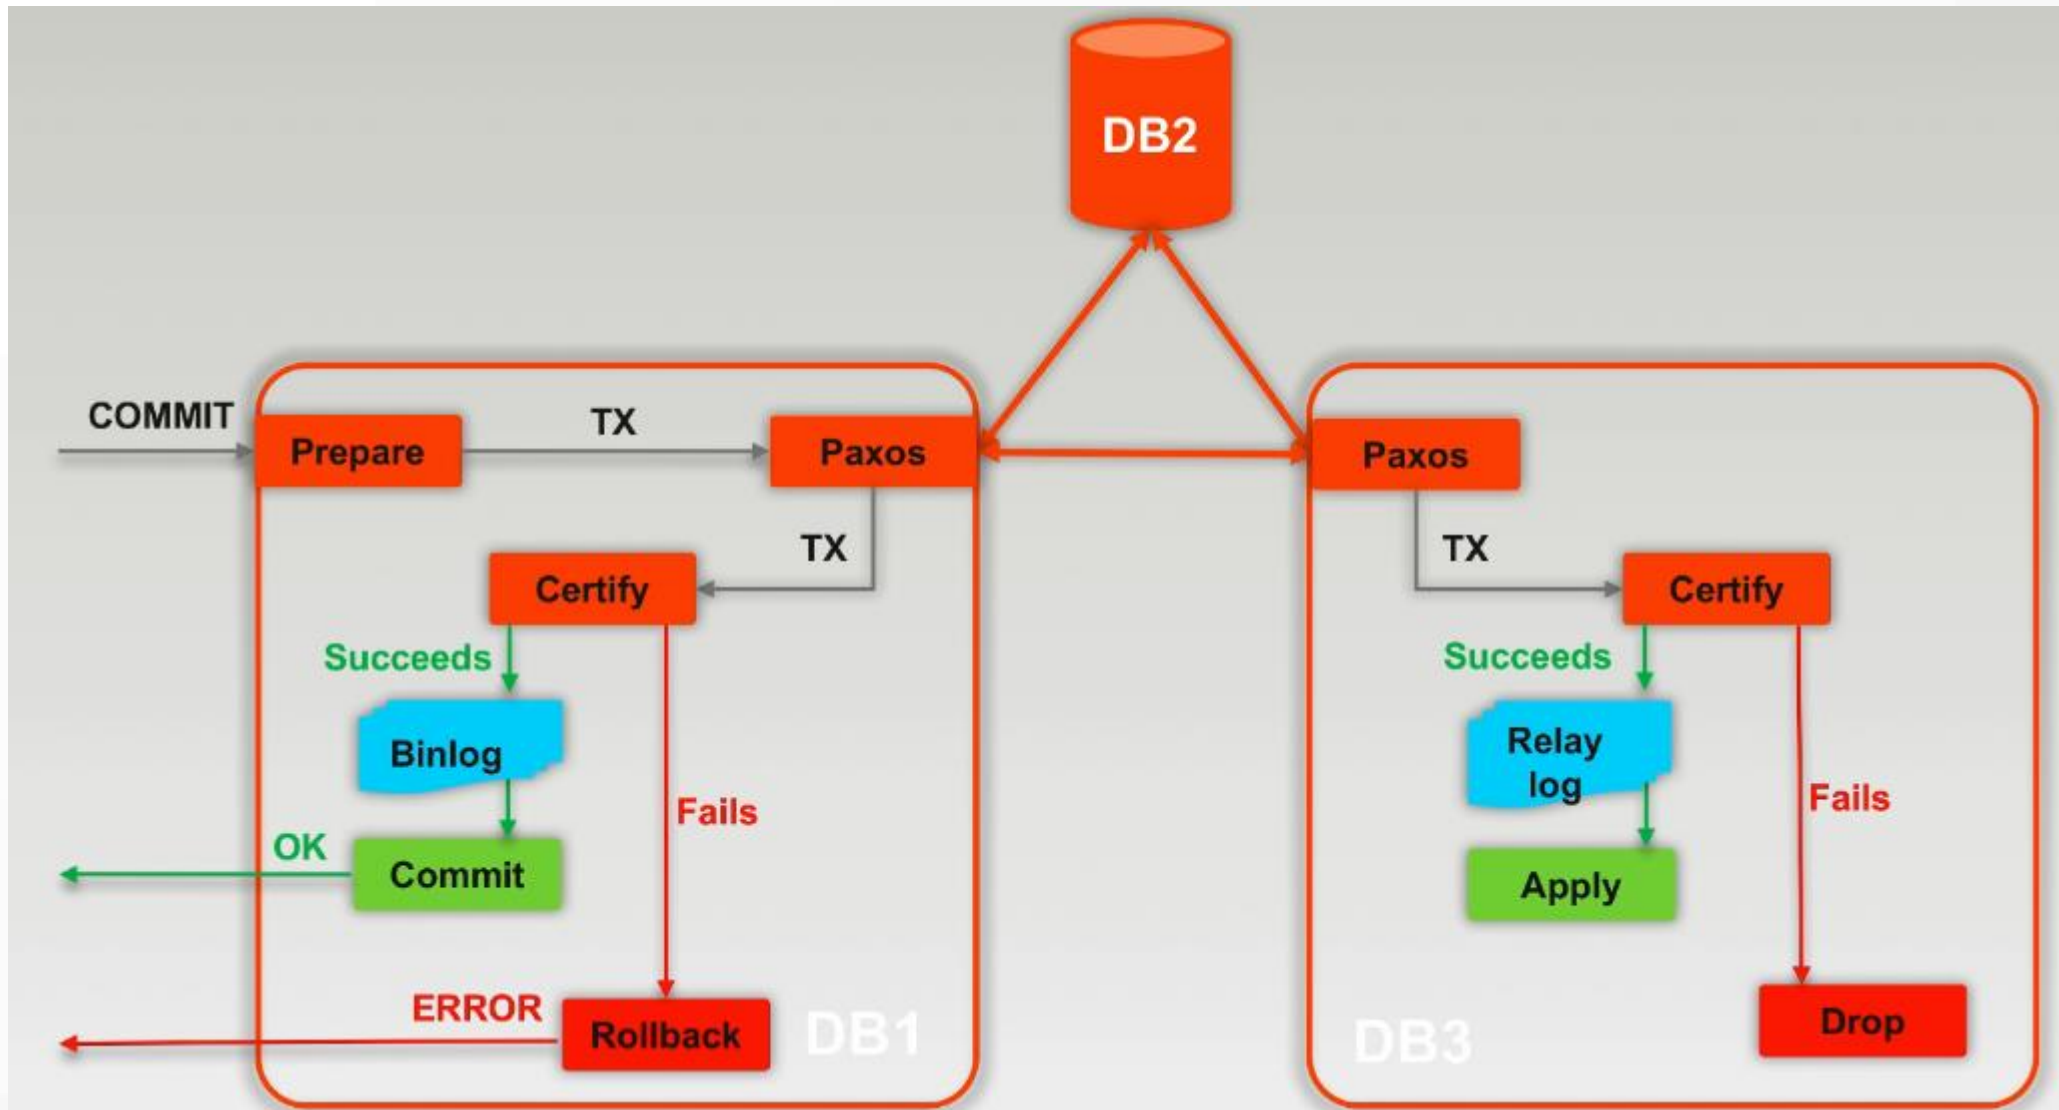 DB2
COMMIT
Prepare
TX
Paxos
TX
Certify
Succeeds
Binlog
Fails
OK
Commit
ERROR
Rollback
DB1
Paxos
TX
Certify
Succeeds
Relay
log
Fails
Apply
Drop
DB3